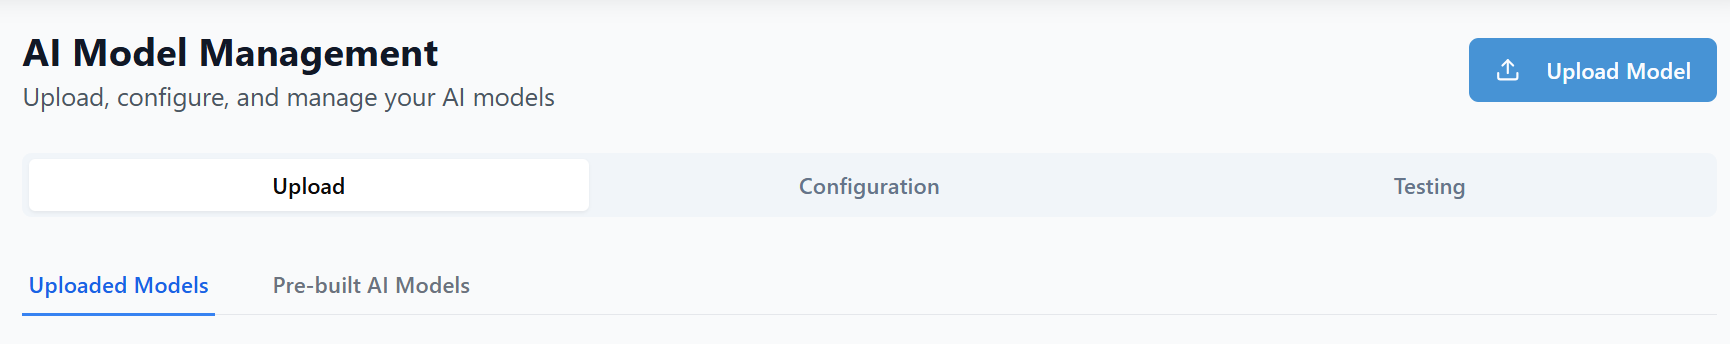 AI Model Management
Upload, configure, and manage your AI models
Upload Model
Upload
Configuration
Testing
Uploaded Models
Pre-built AI Models